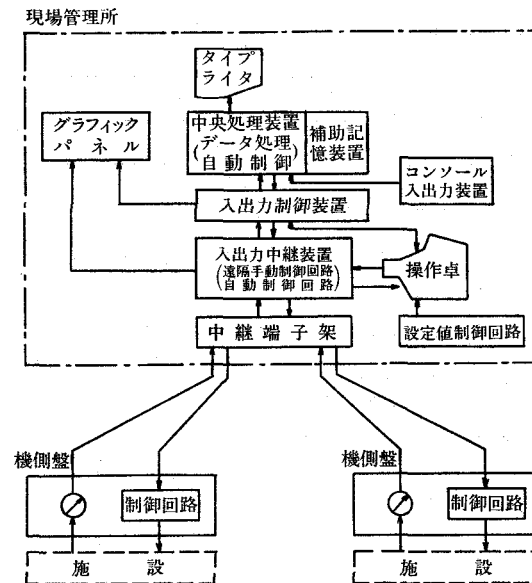 現場管理所
タイプ
ライタ
グラフィック
パネル
中央処理装置
(データ処理
自動制御)
補助記
憶装置
コンソール
入出力装置
入出力制御装置
入出力中継装置
(遠隔手動制御回路
自動制御回路)
操作卓
設定値制御回路
中継端子架
機側盤
制御回路
施設
機側盤
制御回路
施設